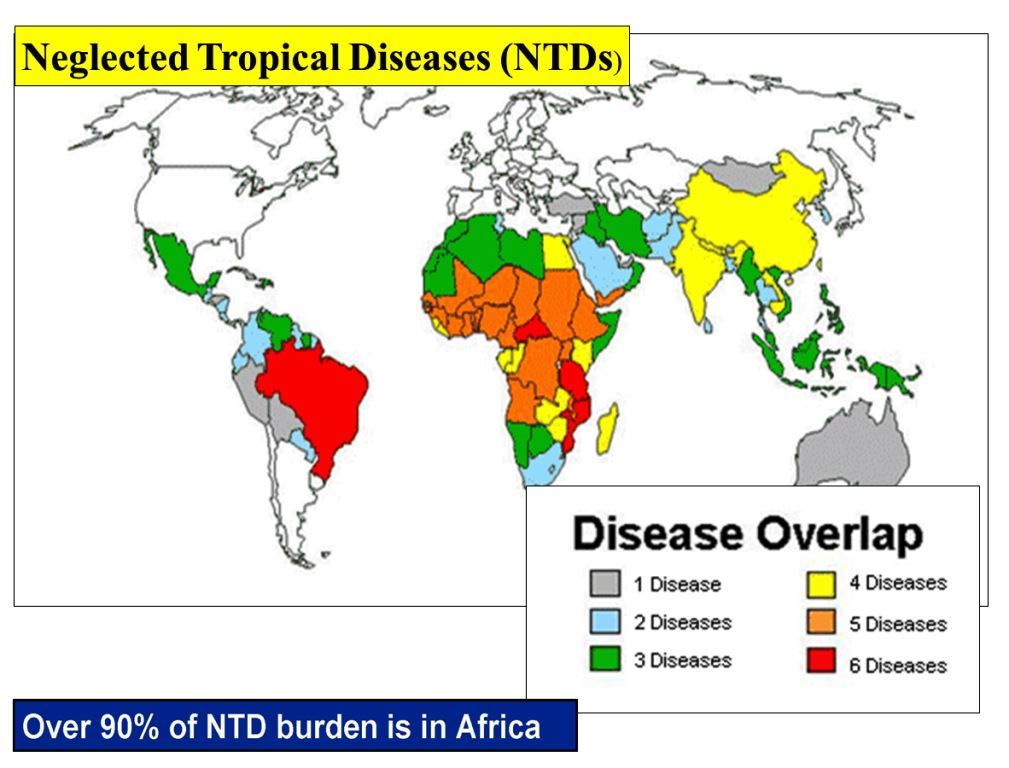 Neglected Tropical Diseases (NTDs)
Disease Overlap
1 Disease
2 Diseases
3 Diseases
4 Diseases
5 Diseases
6 Diseases
Over 90% of NTD burden is in Africa